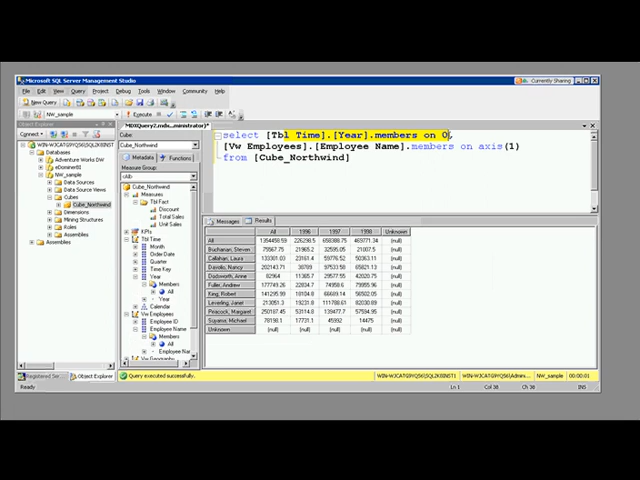 Microsoft SQL Server Management Studio
Currently Sharing
File Edit View Query Project Debug Tools Window Community Help
New Query
NW_sample
Execute
Object Explorer
Connect
Databases
Adventure Works DW
NW_sample
Data Sources
Data Source Views
Cubes
Cube_Northwind
Dimensions
Mining Structures
Roles
Assemblies
Assemblies
Cube:
Cube_Northwind
Metadata Functions
Measure Group:
<All>
Cube_Northwind
Measures
Tbl Fact
Discount
Total Sales
Unit Sales
KPIs
Tbl Time
Month
Order Date
Quarter
Time Key
Year
Members
All
Year
Calendar
Vw Employees
Employee ID
Employee Name
Members
All
Employee Na
select [Tbl Time].[Year].members on 0,
[Vw Employees].[Employee Name].members on axis(1)
from [Cube_Northwind]
Messages Results
All 1996 1997 1998 Unknown
All 1354458.59 226298.5 658388.75 469771.34 (null)
Buchanan, Steven 75567.75 21965.2 32595.05 21007.5 (null)
Callahan, Laura 133301.03 23161.4 59776.52 50363.11 (null)
Davolio, Nancy 202143.71 38789 97533.58 65821.13 (null)
Dodsworth, Anne 82964 11365.7 29577.55 42020.75 (null)
Fuller, Andrew 177749.26 22834.7 74958.6 79955.96 (null)
King, Robert 141295.99 18104.8 66689.14 56502.05 (null)
Leverling, Janet 213051.3 19231.8 111788.61 82030.89 (null)
Peacock, Margaret 250187.45 53114.8 139477.7 57594.95 (null)
Suyama, Michael 78198.1 17731.1 45992 14475 (null)
Unknown (null) (null) (null) (null) (null)
Query executed successfully.
NW_sample 00:00:01
Object Explorer
Ready
Ln 1 Col 38 Ch 38 INS